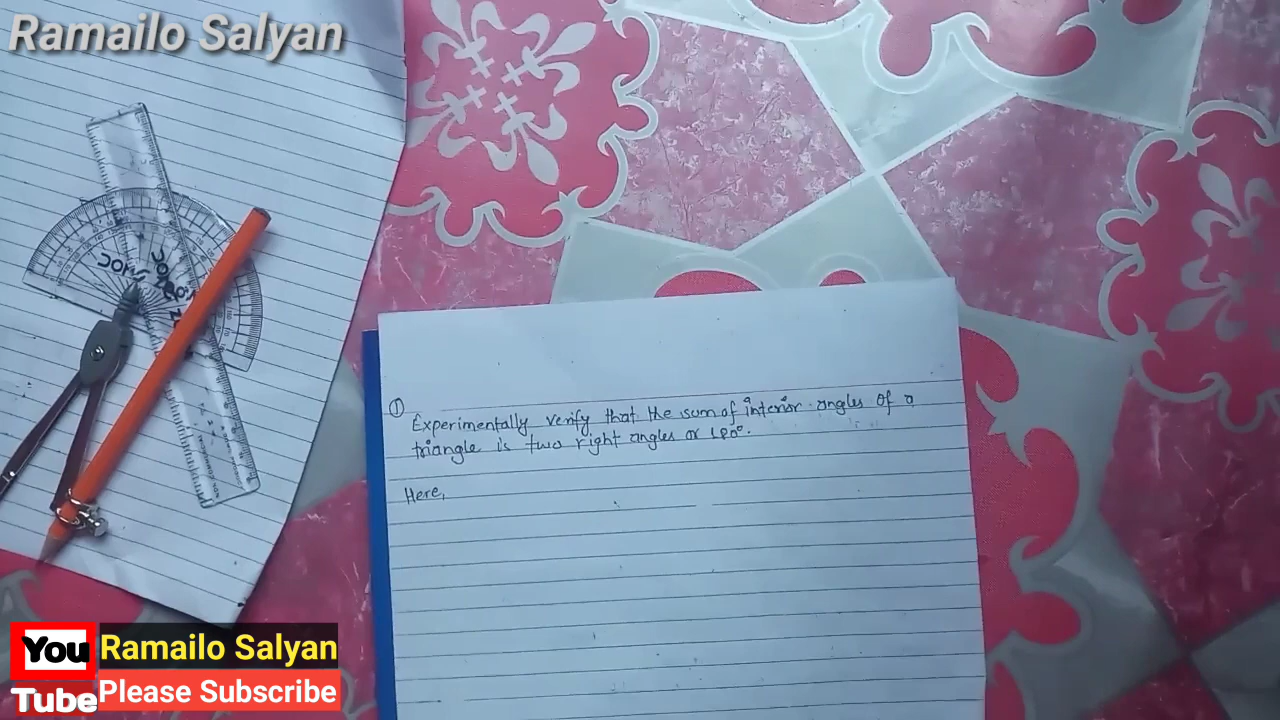 Ramailo Salyan
①
Experimentally verify that the sum of interior angles of a
triangle is two right angles or 180°.
Here,
You Ramailo Salyan
Tube Please Subscribe